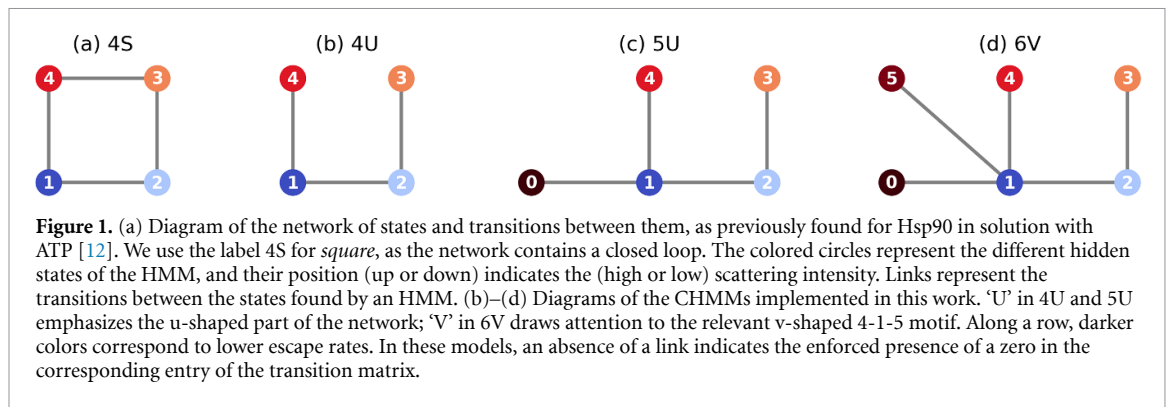 (a) 4S (b) 4U (c) 5U (d) 6V
4 3 4 3 4 3 5 4 3
1 2 1 2 0 1 2 0 1 2
Figure 1. (a) Diagram of the network of states and transitions between them, as previously found for Hsp90 in solution with
ATP [12]. We use the label 4S for square, as the network contains a closed loop. The colored circles represent the different hidden
states of the HMM, and their position (up or down) indicates the (high or low) scattering intensity. Links represent the
transitions between the states found by an HMM. (b)–(d) Diagrams of the CHMMs implemented in this work. ‘U’ in 4U and 5U
emphasizes the u-shaped part of the network; ‘V’ in 6V draws attention to the relevant v-shaped 4-1-5 motif. Along a row, darker
colors correspond to lower escape rates. In these models, an absence of a link indicates the enforced presence of a zero in the
corresponding entry of the transition matrix.